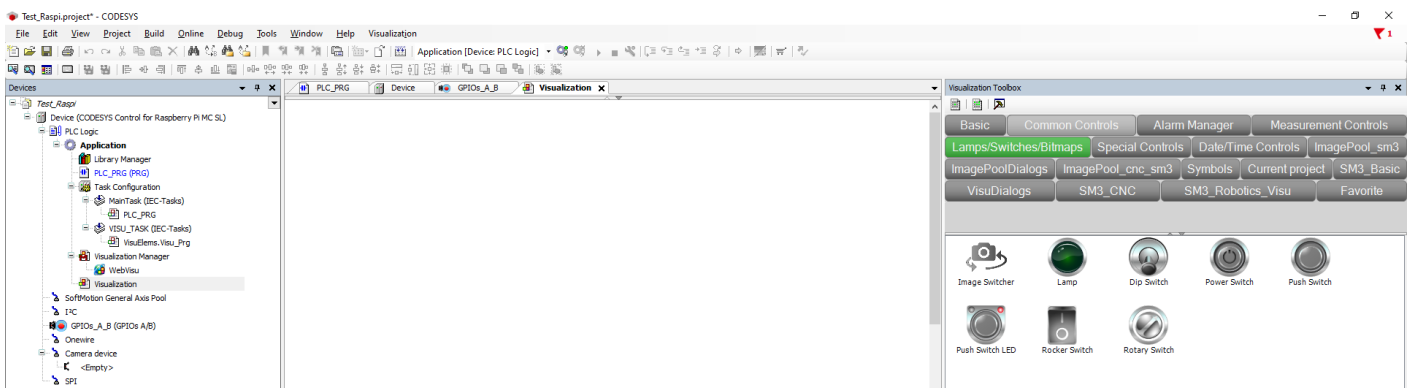 Test_Raspi.project* - CODESYS
File Edit View Project Build Online Debug Tools Window Help Visualization
1
Application [Device: PLC Logic]
Devices
Test_Raspi
Device (CODESYS Control for Raspberry Pi MC SL)
PLC Logic
Application
Library Manager
PLC_PRG (PRG)
Task Configuration
MainTask (IEC-Tasks)
PLC_PRG
VISU_TASK (IEC-Tasks)
VisuElems.Visu_Prg
Visualization Manager
WebVisu
Visualization
SoftMotion General Axis Pool
I²C
GPIOs_A_B (GPIOs A/B)
Onewire
Camera device
<Empty>
SPI
PLC_PRG Device GPIOs_A_B Visualization
Visualization Toolbox
Basic Common Controls Alarm Manager Measurement Controls
Lamps/Switches/Bitmaps Special Controls Date/Time Controls ImagePool_sm3
ImagePoolDialogs ImagePool_cnc_sm3 Symbols Current project SM3_Basic
VisuDialogs SM3_CNC SM3_Robotics_Visu Favorite
Image Switcher Lamp Dip Switch Power Switch Push Switch
Push Switch LED Rocker Switch Rotary Switch